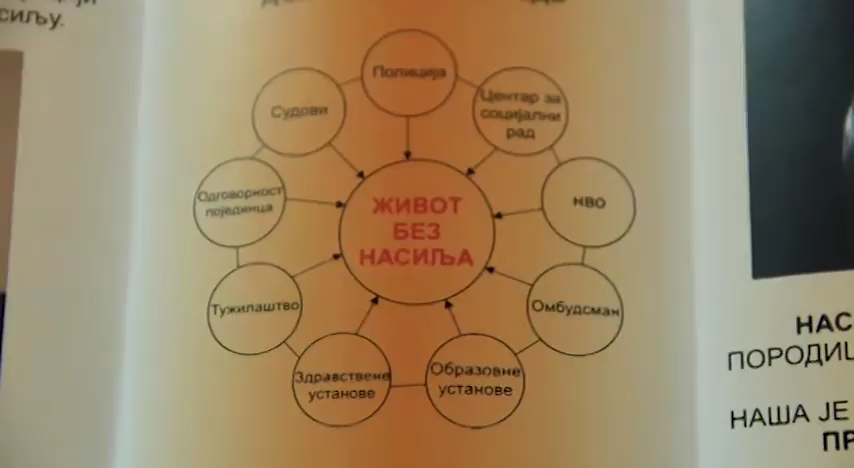 сиљу.
Полиција
Центар за
социјални
рад
НВО
Омбудсман
Образовне
установе
Здравствене
установе
Тужилаштво
Одговорност
појединца
Судови
ЖИВОТ
БЕЗ
НАСИЉА
НАС
ПОРОДИЦ
НАША ЈЕ
ПР